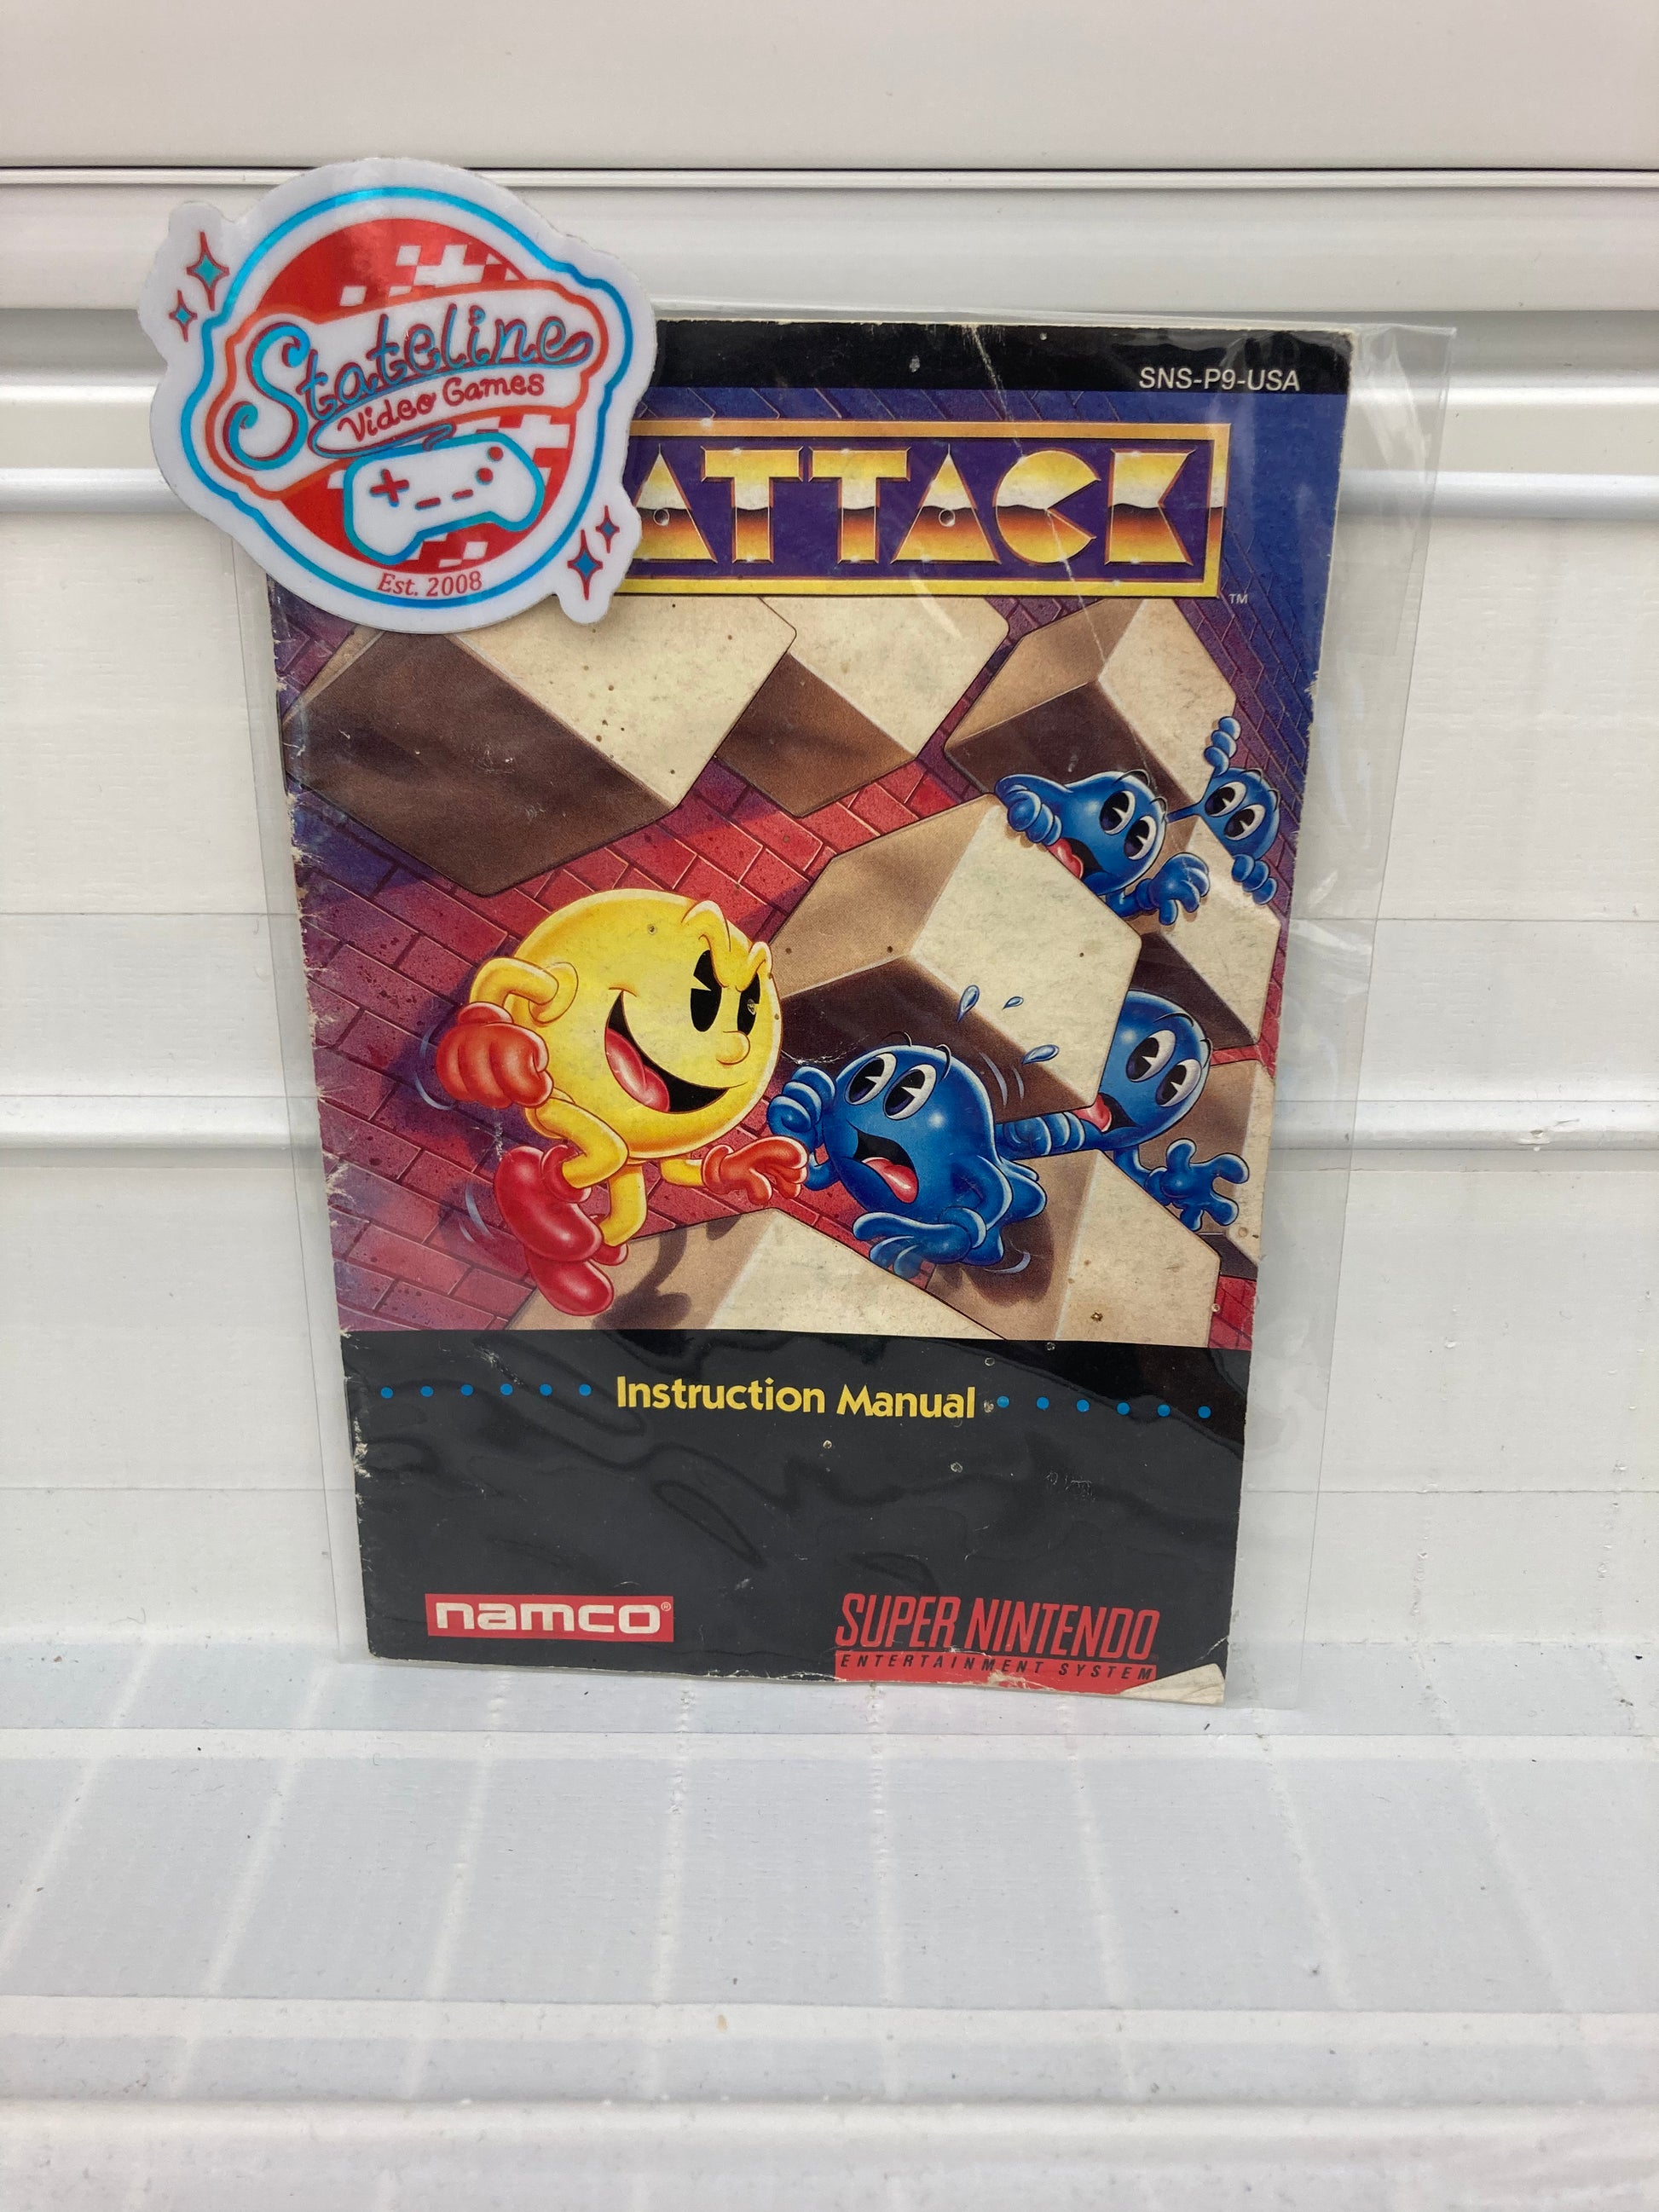 Stateline
Video Games
Est. 2008
SNS-P9-USA
ATTACK
TM
Instruction Manual
namco®
SUPER NINTENDO
ENTERTAINMENT SYSTEM